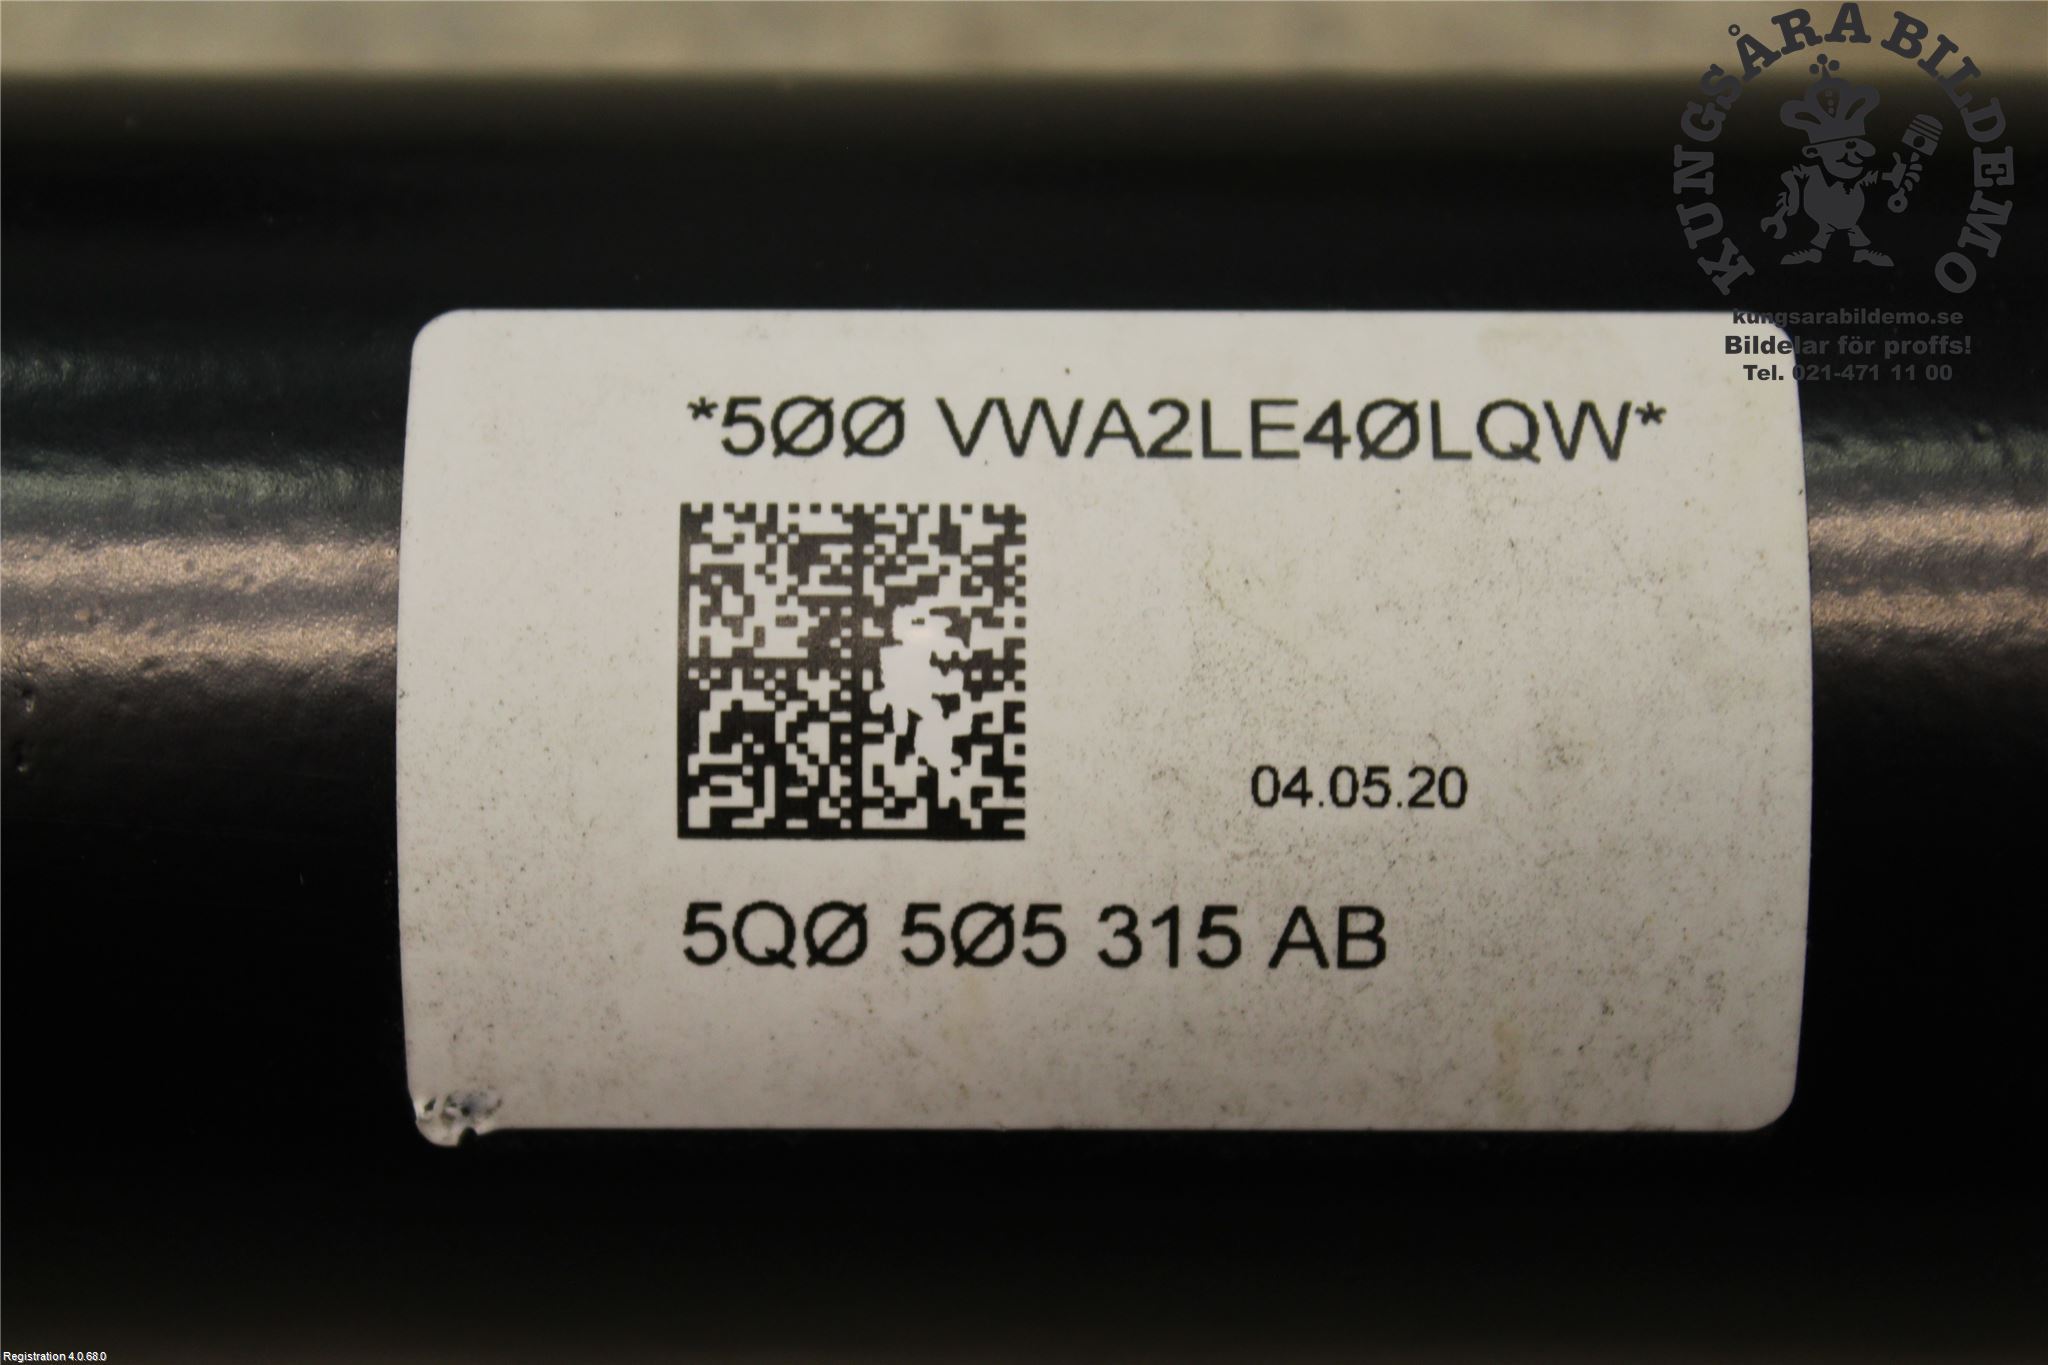 KUNGSÅRA BILDEMO
kungsarabildemo.se
Bildelar för proffs!
Tel. 021-471 11 00
*5ØØ VWA2LE4ØLQW*
04.05.20
5QØ 5Ø5 315 AB
Registration 4.0.68.0